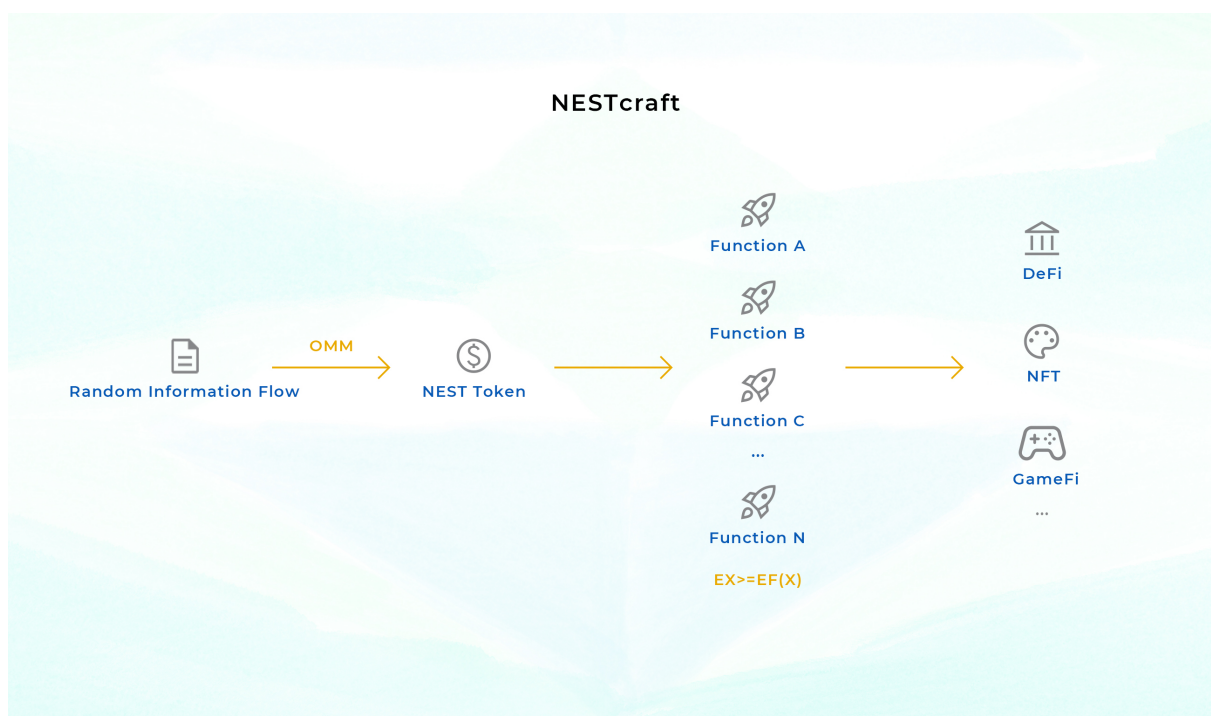 NESTcraft
Random Information Flow
OMM
NEST Token
Function A
Function B
Function C
...
Function N
EX>=EF(X)
DeFi
NFT
GameFi
...